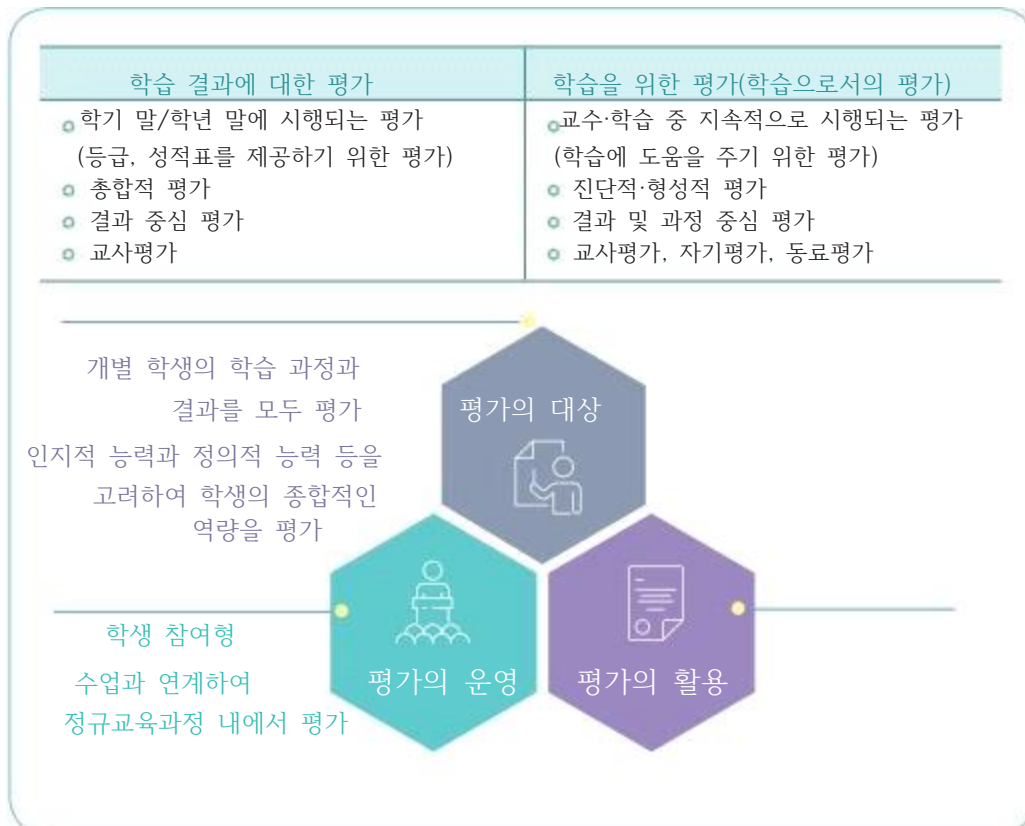 학습 결과에 대한 평가
학기 말/학년 말에 시행되는 평가
(등급, 성적표를 제공하기 위한 평가)
총합적 평가
결과 중심 평가
교사평가
학습을 위한 평가(학습으로서의 평가)
교수·학습 중 지속적으로 시행되는 평가
(학습에 도움을 주기 위한 평가)
진단적·형성적 평가
결과 및 과정 중심 평가
교사평가, 자기평가, 동료평가
개별 학생의 학습 과정과
결과를 모두 평가
인지적 능력과 정의적 능력 등을
고려하여 학생의 종합적인
역량을 평가
평가의 대상
학생 참여형
수업과 연계하여
정규교육과정 내에서 평가
평가의 운영
평가의 활용